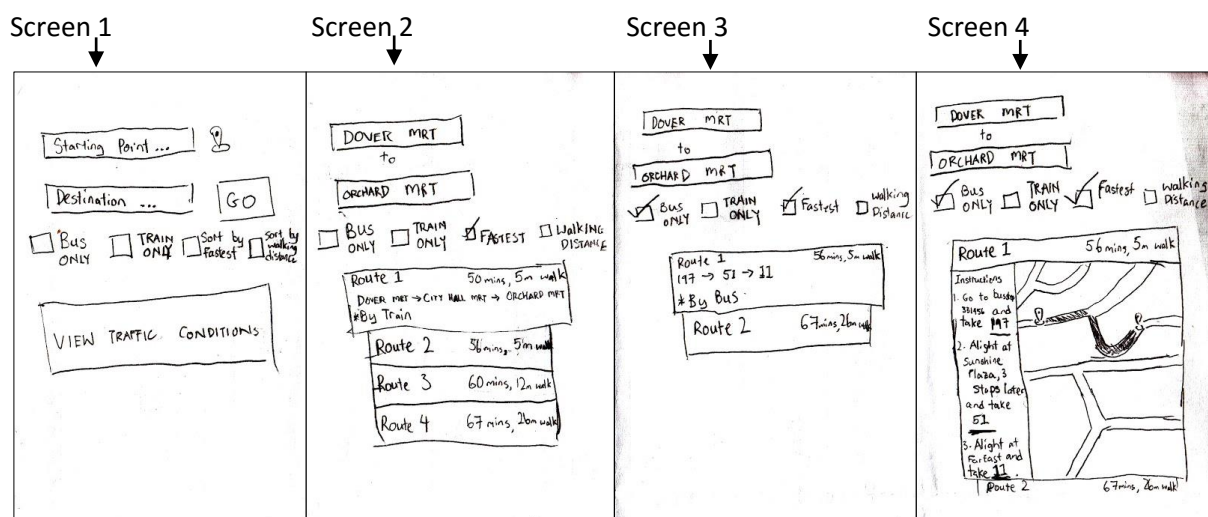 Screen 1
Screen 2
Screen 3
Screen 4
Starting Point ...
Destination ...
GO
BUS ONLY
TRAIN ONLY
Sort by Fastest
Sort by walking distance
VIEW TRAFFIC CONDITIONS
DOVER MRT
to
ORCHARD MRT
BUS ONLY
TRAIN ONLY
FASTEST
WALKING DISTANCE
Route 1 50 mins, 5m walk
DOVER MRT → CITY HALL MRT → ORCHARD MRT
*By Train
Route 2 56 mins, 5m walk
Route 3 60 mins, 12m walk
Route 4 67 mins, 26m walk
DOVER MRT
to
ORCHARD MRT
BUS ONLY
TRAIN ONLY
Fastest
Walking Distance
Route 1 56 mins, 5m walk
197 → 51 → 11
*By Bus
Route 2 67 mins, 26m walk
DOVER MRT
to
ORCHARD MRT
Bus ONLY
TRAIN ONLY
Fastest
Walking Distance
Route 1 56 mins, 5m walk
Instructions
1. Go to
and
take 197
2. Alight at
Sunshine
Plaza, 3
Stops later
and take
51
3. Alight at
Far East and
take 11.
Route 2 67 mins, 26m walk